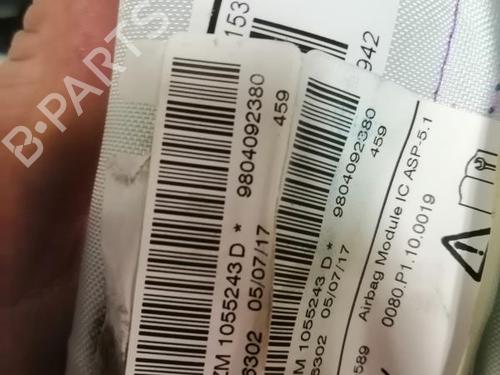 B-PARTS
153
942
9804092380
459
ZM 1055243 D *
6302 05/07/17
9804092380
459
ZM 1055243 D *
6302 05/07/17
Airbag Module IC ASP-5.1
0080.P1.10.0019
589